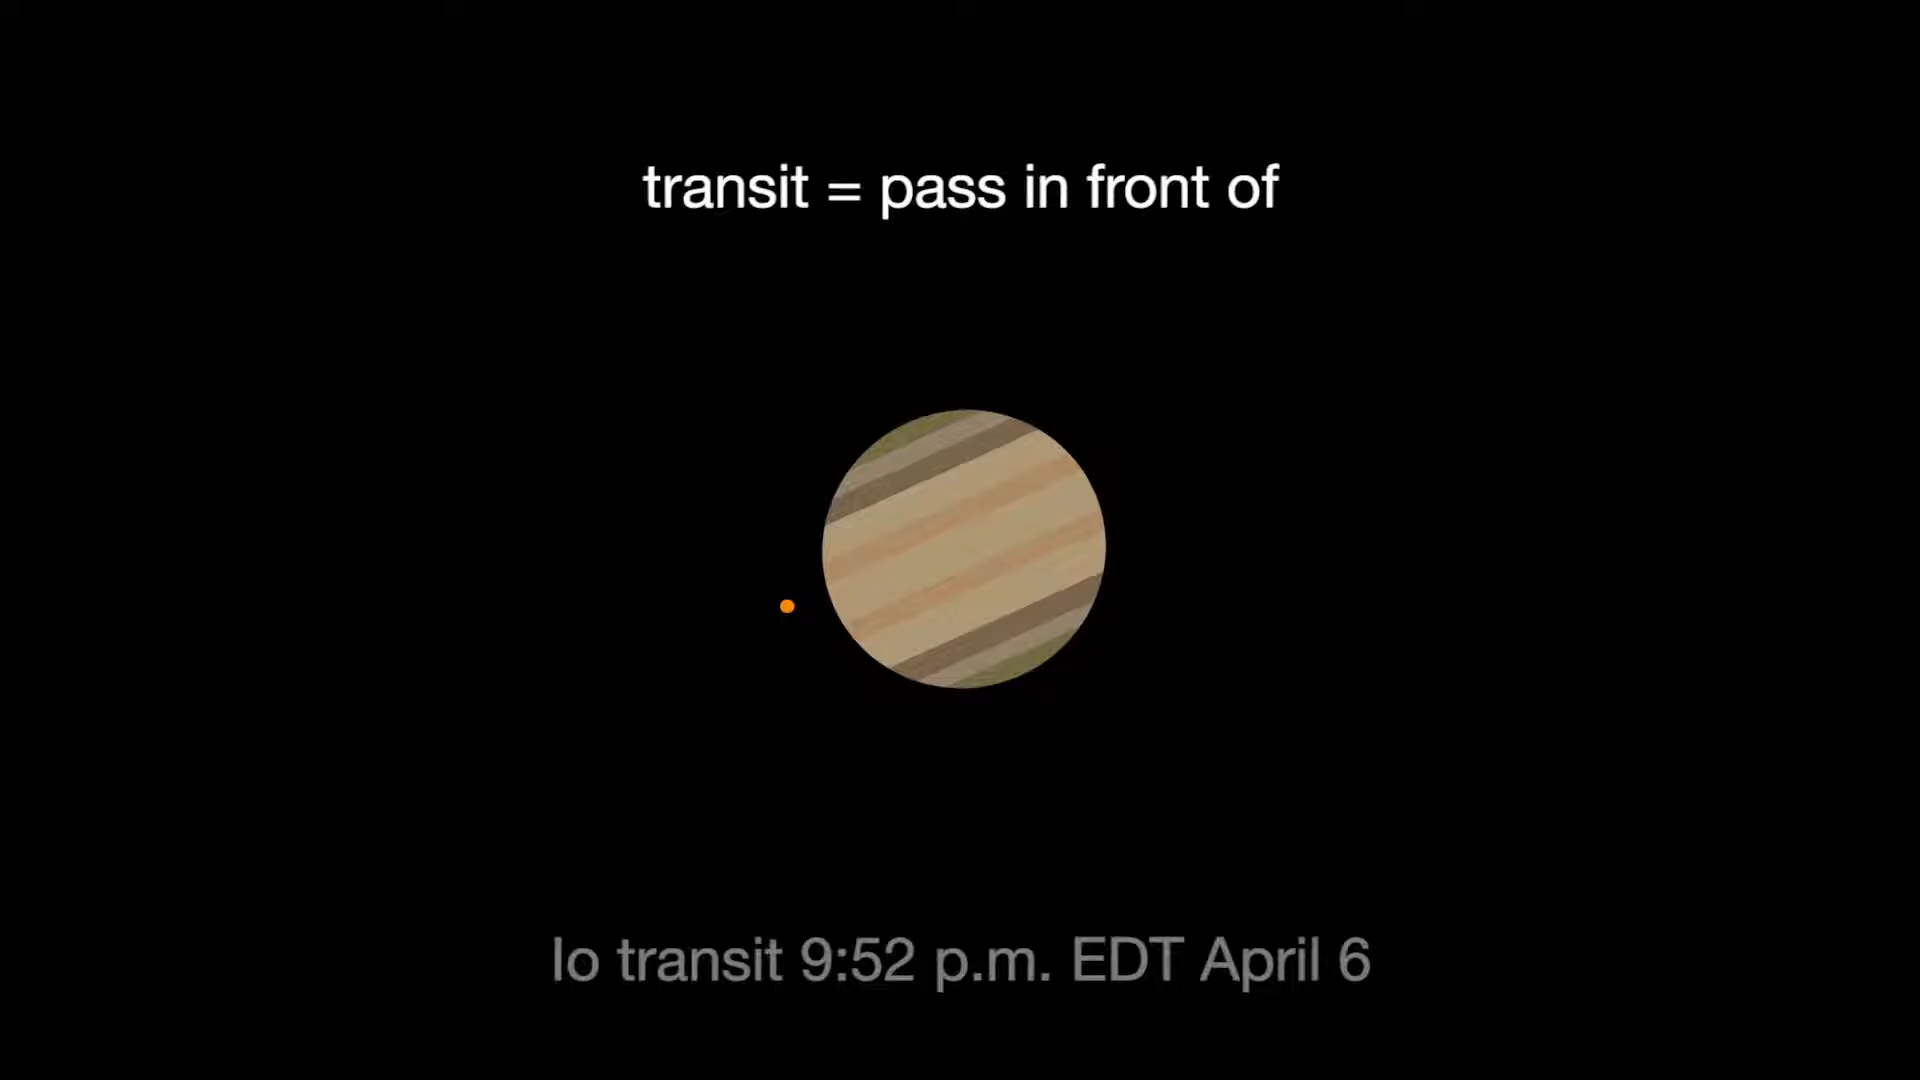 transit = pass in front of
Io transit 9:52 p.m. EDT April 6